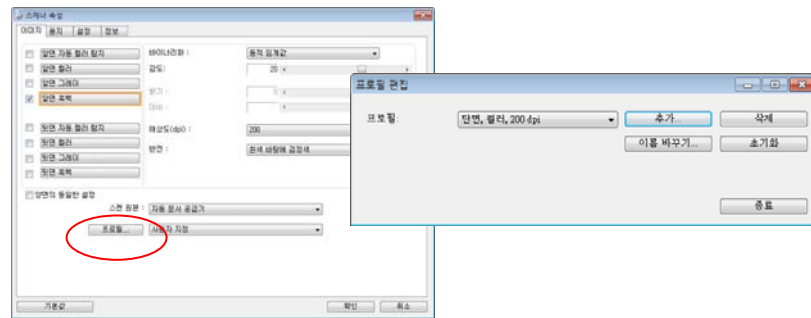 스캐너 속성
이미지 용지 설정 정보
앞면 자동 컬러 탐지
앞면 컬러
앞면 그레이
앞면 흑백
뒷면 자동 컬러 탐지
뒷면 컬러
뒷면 그레이
뒷면 흑백
바이너리화 : 동적 임계값
감도: 20
밝기 :
대비 :
해상도(dpi) : 200
반전 : 흰색 바탕에 검정색
양면의 동일한 설정
스캔 원본 : 자동 문서 공급기
프로필... 사용자 지정
기본값 확인 취소
프로필 편집
프로필: 단면, 컬러, 200 dpi 추가... 삭제
이름 바꾸기... 초기화
종료